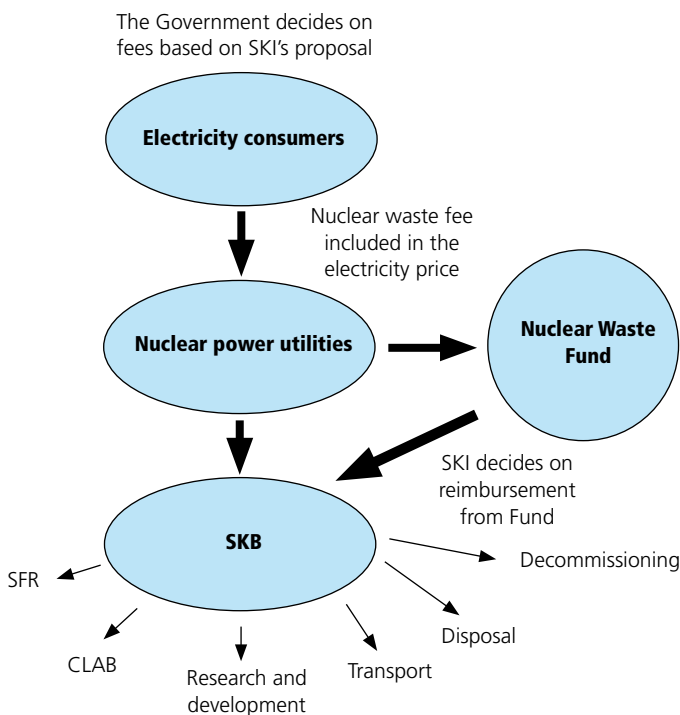 The Government decides on
fees based on SKI's proposal
Electricity consumers
Nuclear waste fee
included in the
electricity price
Nuclear power utilities
Nuclear Waste
Fund
SKI decides on
reimbursement
from Fund
SKB
Decommissioning
SFR
Disposal
CLAB
Transport
Research and
development